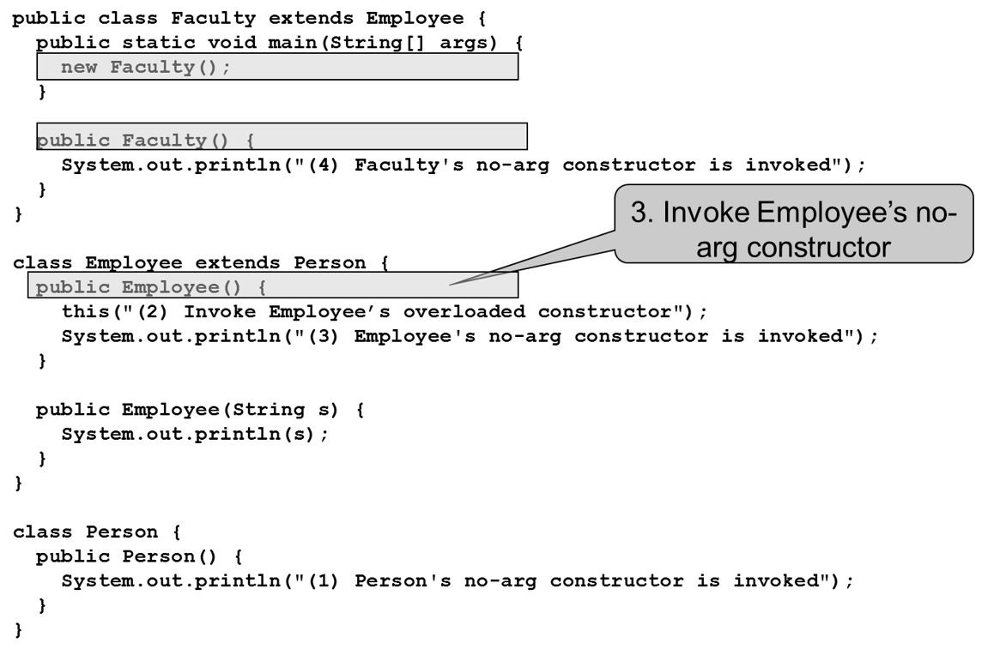 public class Faculty extends Employee {
  public static void main(String[] args) {
    new Faculty();
  }

  public Faculty() {
    System.out.println("(4) Faculty's no-arg constructor is invoked");
  }
}
3. Invoke Employee’s no-
arg constructor

class Employee extends Person {
  public Employee() {
    this("(2) Invoke Employee’s overloaded constructor");
    System.out.println("(3) Employee's no-arg constructor is invoked");
  }

  public Employee(String s) {
    System.out.println(s);
  }
}

class Person {
  public Person() {
    System.out.println("(1) Person's no-arg constructor is invoked");
  }
}